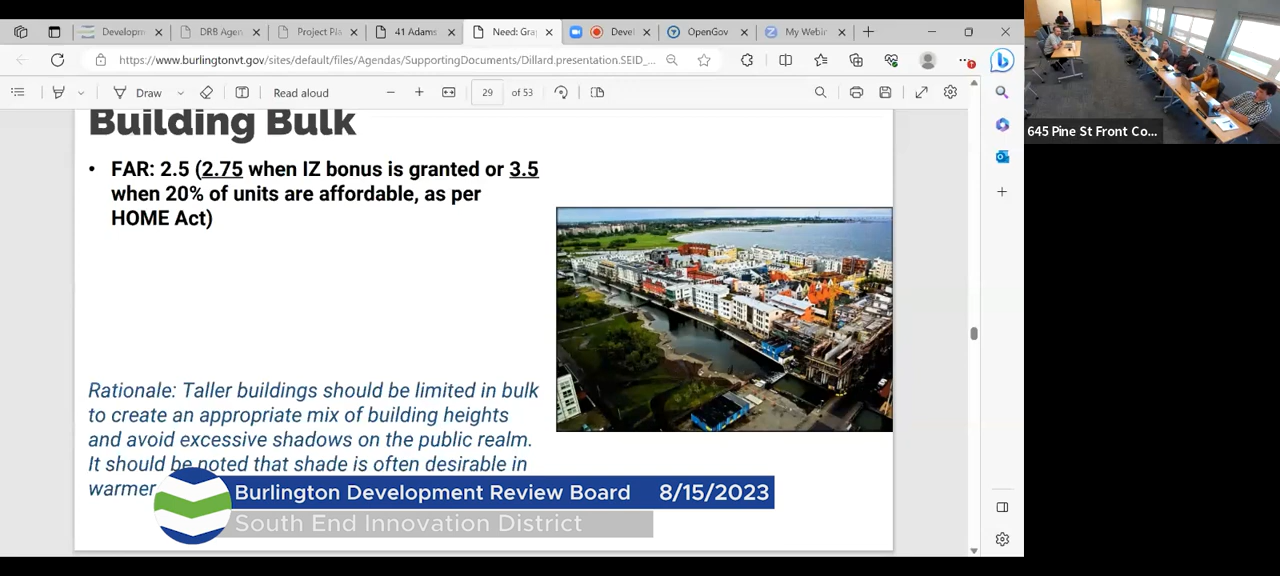 Developm
DRB Agen
Project Pla
41 Adams
Need: Gra
Devel
OpenGov
My Webin
https://www.burlingtonvt.gov/sites/default/files/Agendas/SupportingDocuments/Dillard.presentation.SEID_...
Draw
Read aloud
29 of 53
645 Pine St Front Co...
Building Bulk
• FAR: 2.5 (2.75 when IZ bonus is granted or 3.5
when 20% of units are affordable, as per
HOME Act)
Rationale: Taller buildings should be limited in bulk
to create an appropriate mix of building heights
and avoid excessive shadows on the public realm.
It should be noted that shade is often desirable in
warmer
Burlington Development Review Board 8/15/2023
South End Innovation District